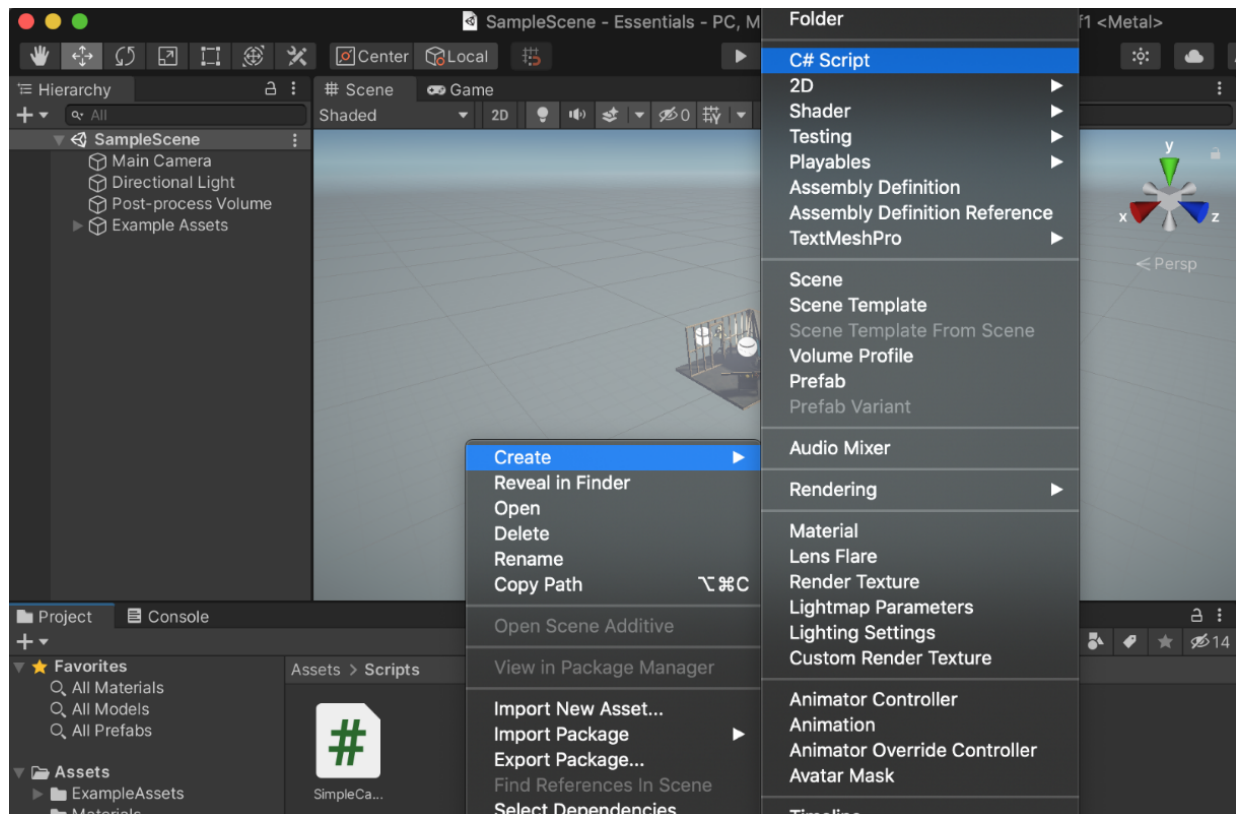 SampleScene - Essentials - PC, M
f1 <Metal>
Center
Local
Hierarchy
All
SampleScene
Main Camera
Directional Light
Post-process Volume
Example Assets
Scene
Game
Shaded
2D
0
y
x
z
Persp
Folder
C# Script
2D
Shader
Testing
Playables
Assembly Definition
Assembly Definition Reference
TextMeshPro
Scene
Scene Template
Scene Template From Scene
Volume Profile
Prefab
Prefab Variant
Audio Mixer
Rendering
Material
Lens Flare
Render Texture
Lightmap Parameters
Lighting Settings
Custom Render Texture
Animator Controller
Animation
Animator Override Controller
Avatar Mask
Timeline
Create
Reveal in Finder
Open
Delete
Rename
Copy Path ⌥⌘C
Open Scene Additive
View in Package Manager
Import New Asset...
Import Package
Export Package...
Find References In Scene
Select Dependencies
Project
Console
14
Favorites
All Materials
All Models
All Prefabs
Assets
ExampleAssets
Materials
Assets > Scripts
#
SimpleCa...